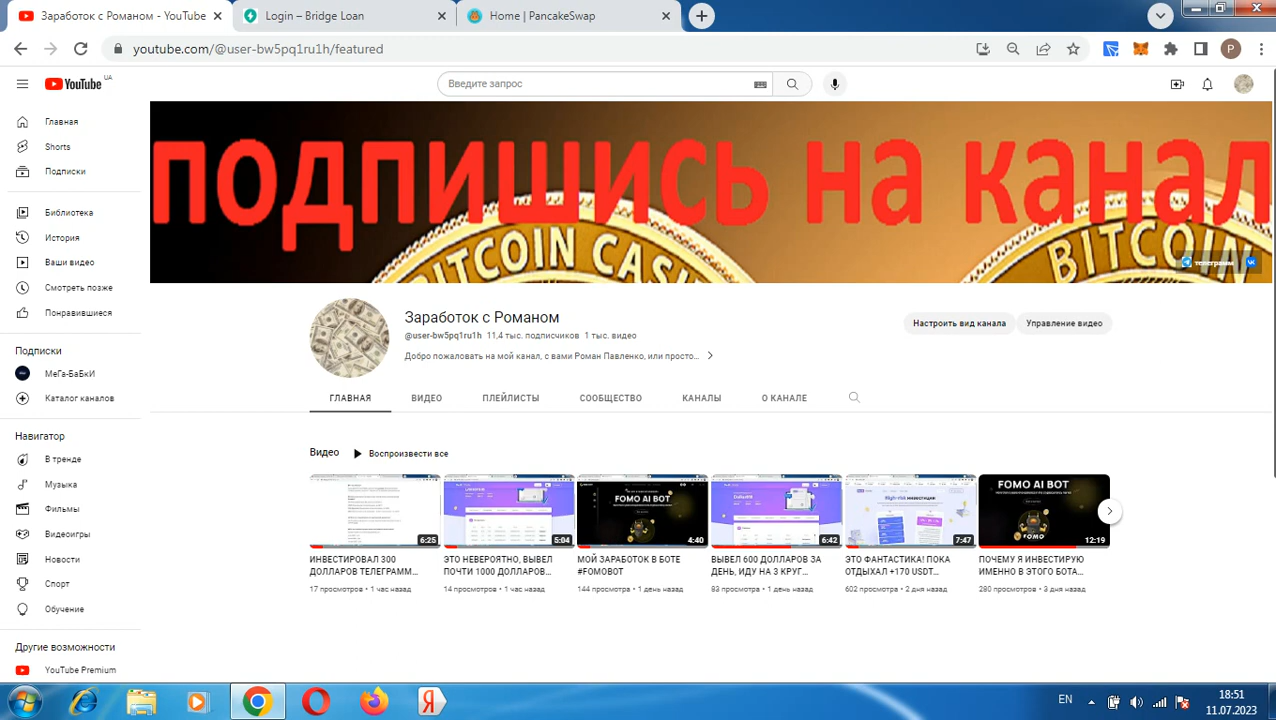 Заработок с Романом - YouTube
Login – Bridge Loan
Home | PancakeSwap
youtube.com/@user-bw5pq1ru1h/featured
P
YouTube UA
Введите запрос
Главная
Shorts
Подписки
Библиотека
История
Ваши видео
Смотреть позже
Понравившиеся
Подписки
МеГа-БаБкИ
Каталог каналов
Навигатор
В тренде
Музыка
Фильмы
Видеоигры
Новости
Спорт
Обучение
Другие возможности
YouTube Premium
подпишись на канал
BITCOIN CASH
BITCOIN
телеграмм
Заработок с Романом
@user-bw5pq1ru1h 11,4 тыс. подписчиков 1 тыс. видео
Добро пожаловать на мой канал, с вами Роман Павленко, или просто...
Настроить вид канала
Управление видео
ГЛАВНАЯ
ВИДЕО
ПЛЕЙЛИСТЫ
СООБЩЕСТВО
КАНАЛЫ
О КАНАЛЕ
Видео
Воспроизвести все
6:25
ИНВЕСТИРОВАЛ 300
ДОЛЛАРОВ ТЕЛЕГРАММ...
17 просмотров • 1 час назад
5:04
ЭТО НЕВЕРОЯТНО, ВЫВЕЛ
ПОЧТИ 1000 ДОЛЛАРОВ...
14 просмотров • 1 час назад
FOMO AI BOT
4:40
МОЙ ЗАРАБОТОК В БОТЕ
#FOMOBOT
144 просмотра • 1 день назад
6:42
ВЫВЕЛ 600 ДОЛЛАРОВ ЗА
ДЕНЬ, ИДУ НА 3 КРУГ...
83 просмотра • 1 день назад
High-risk инвестиции
7:47
ЭТО ФАНТАСТИКА! ПОКА
ОТДЫХАЛ +170 USDT...
602 просмотра • 2 дня назад
FOMO AI BOT
FOMO
12:19
ПОЧЕМУ Я ИНВЕСТИРУЮ
ИМЕННО В ЭТОГО БОТА...
280 просмотров • 3 дня назад
EN
18:51
11.07.2023